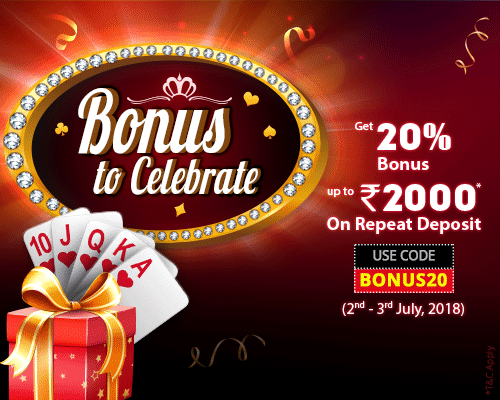 Bonus
to Celebrate
10 J Q K A
Get 20%
Bonus
up to ₹2000*
On Repeat Deposit
USE CODE
BONUS20
(2nd - 3rd July, 2018)
*T&C Apply